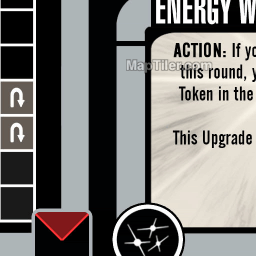 ENERGY W
ACTION: If yo
this round, y
Token in the
This Upgrade
MapTiler.com